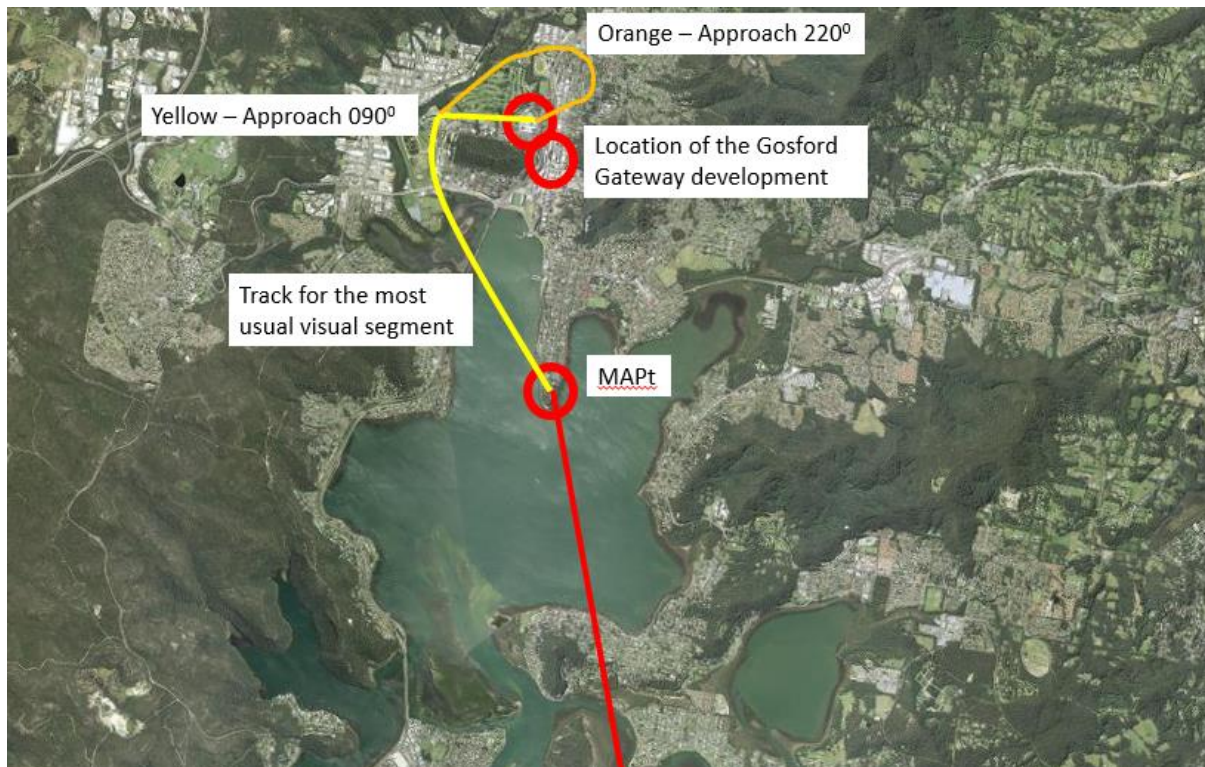 Orange – Approach 220⁰
Yellow – Approach 090⁰
Location of the Gosford
Gateway development
Track for the most
usual visual segment
MAPt